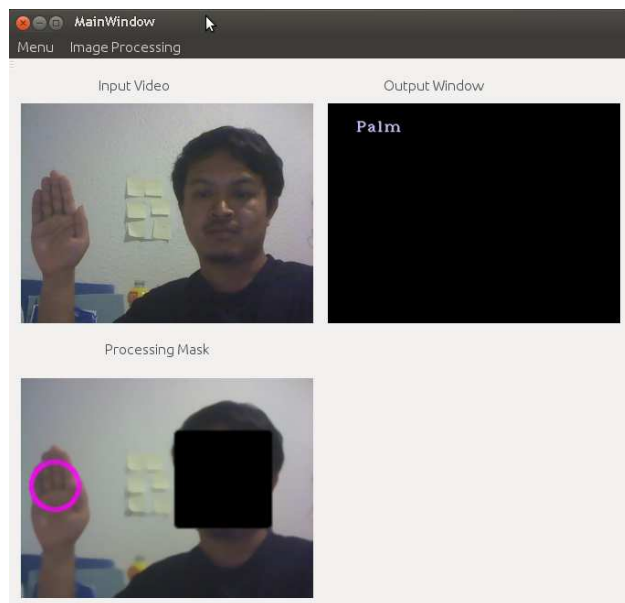 MainWindow
Menu Image Processing
Input Video
Output Window
Palm
Processing Mask